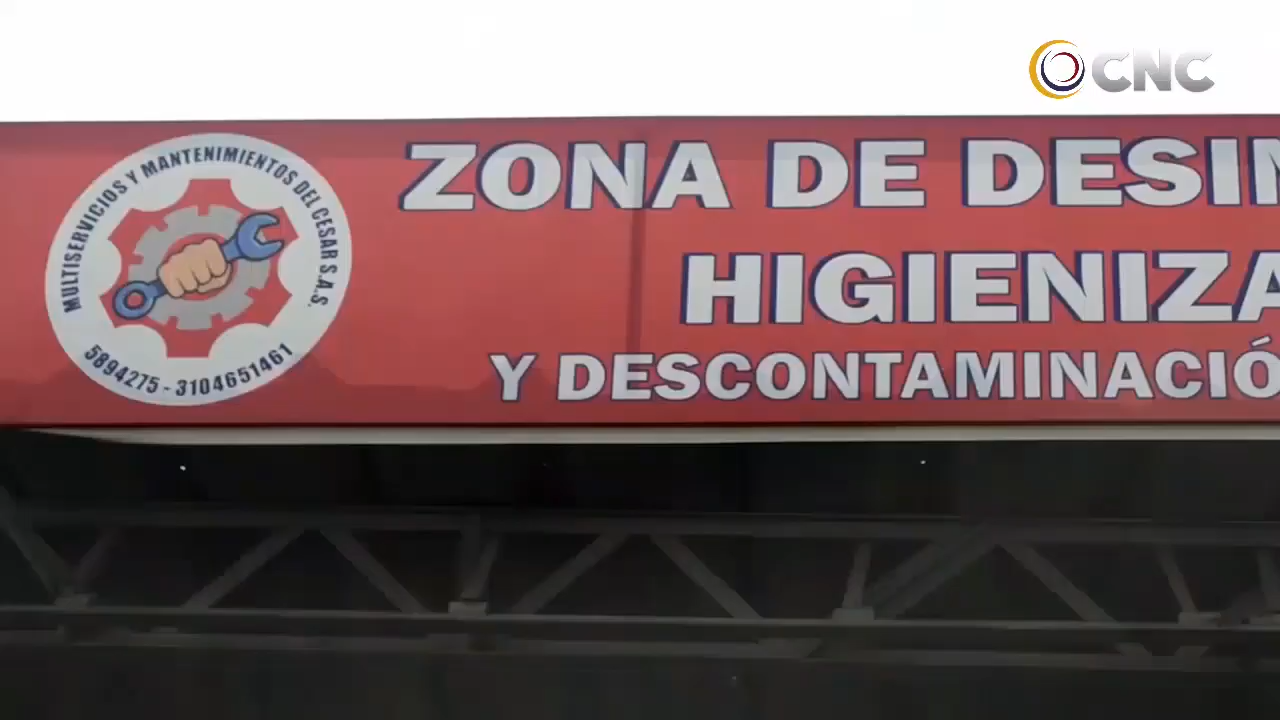 CNC
MULTISERVICIOS Y MANTENIMIENTOS DEL CESAR S.A.S.
5894275 - 3104651461
ZONA DE DESIN
HIGIENIZA
Y DESCONTAMINACIÓ